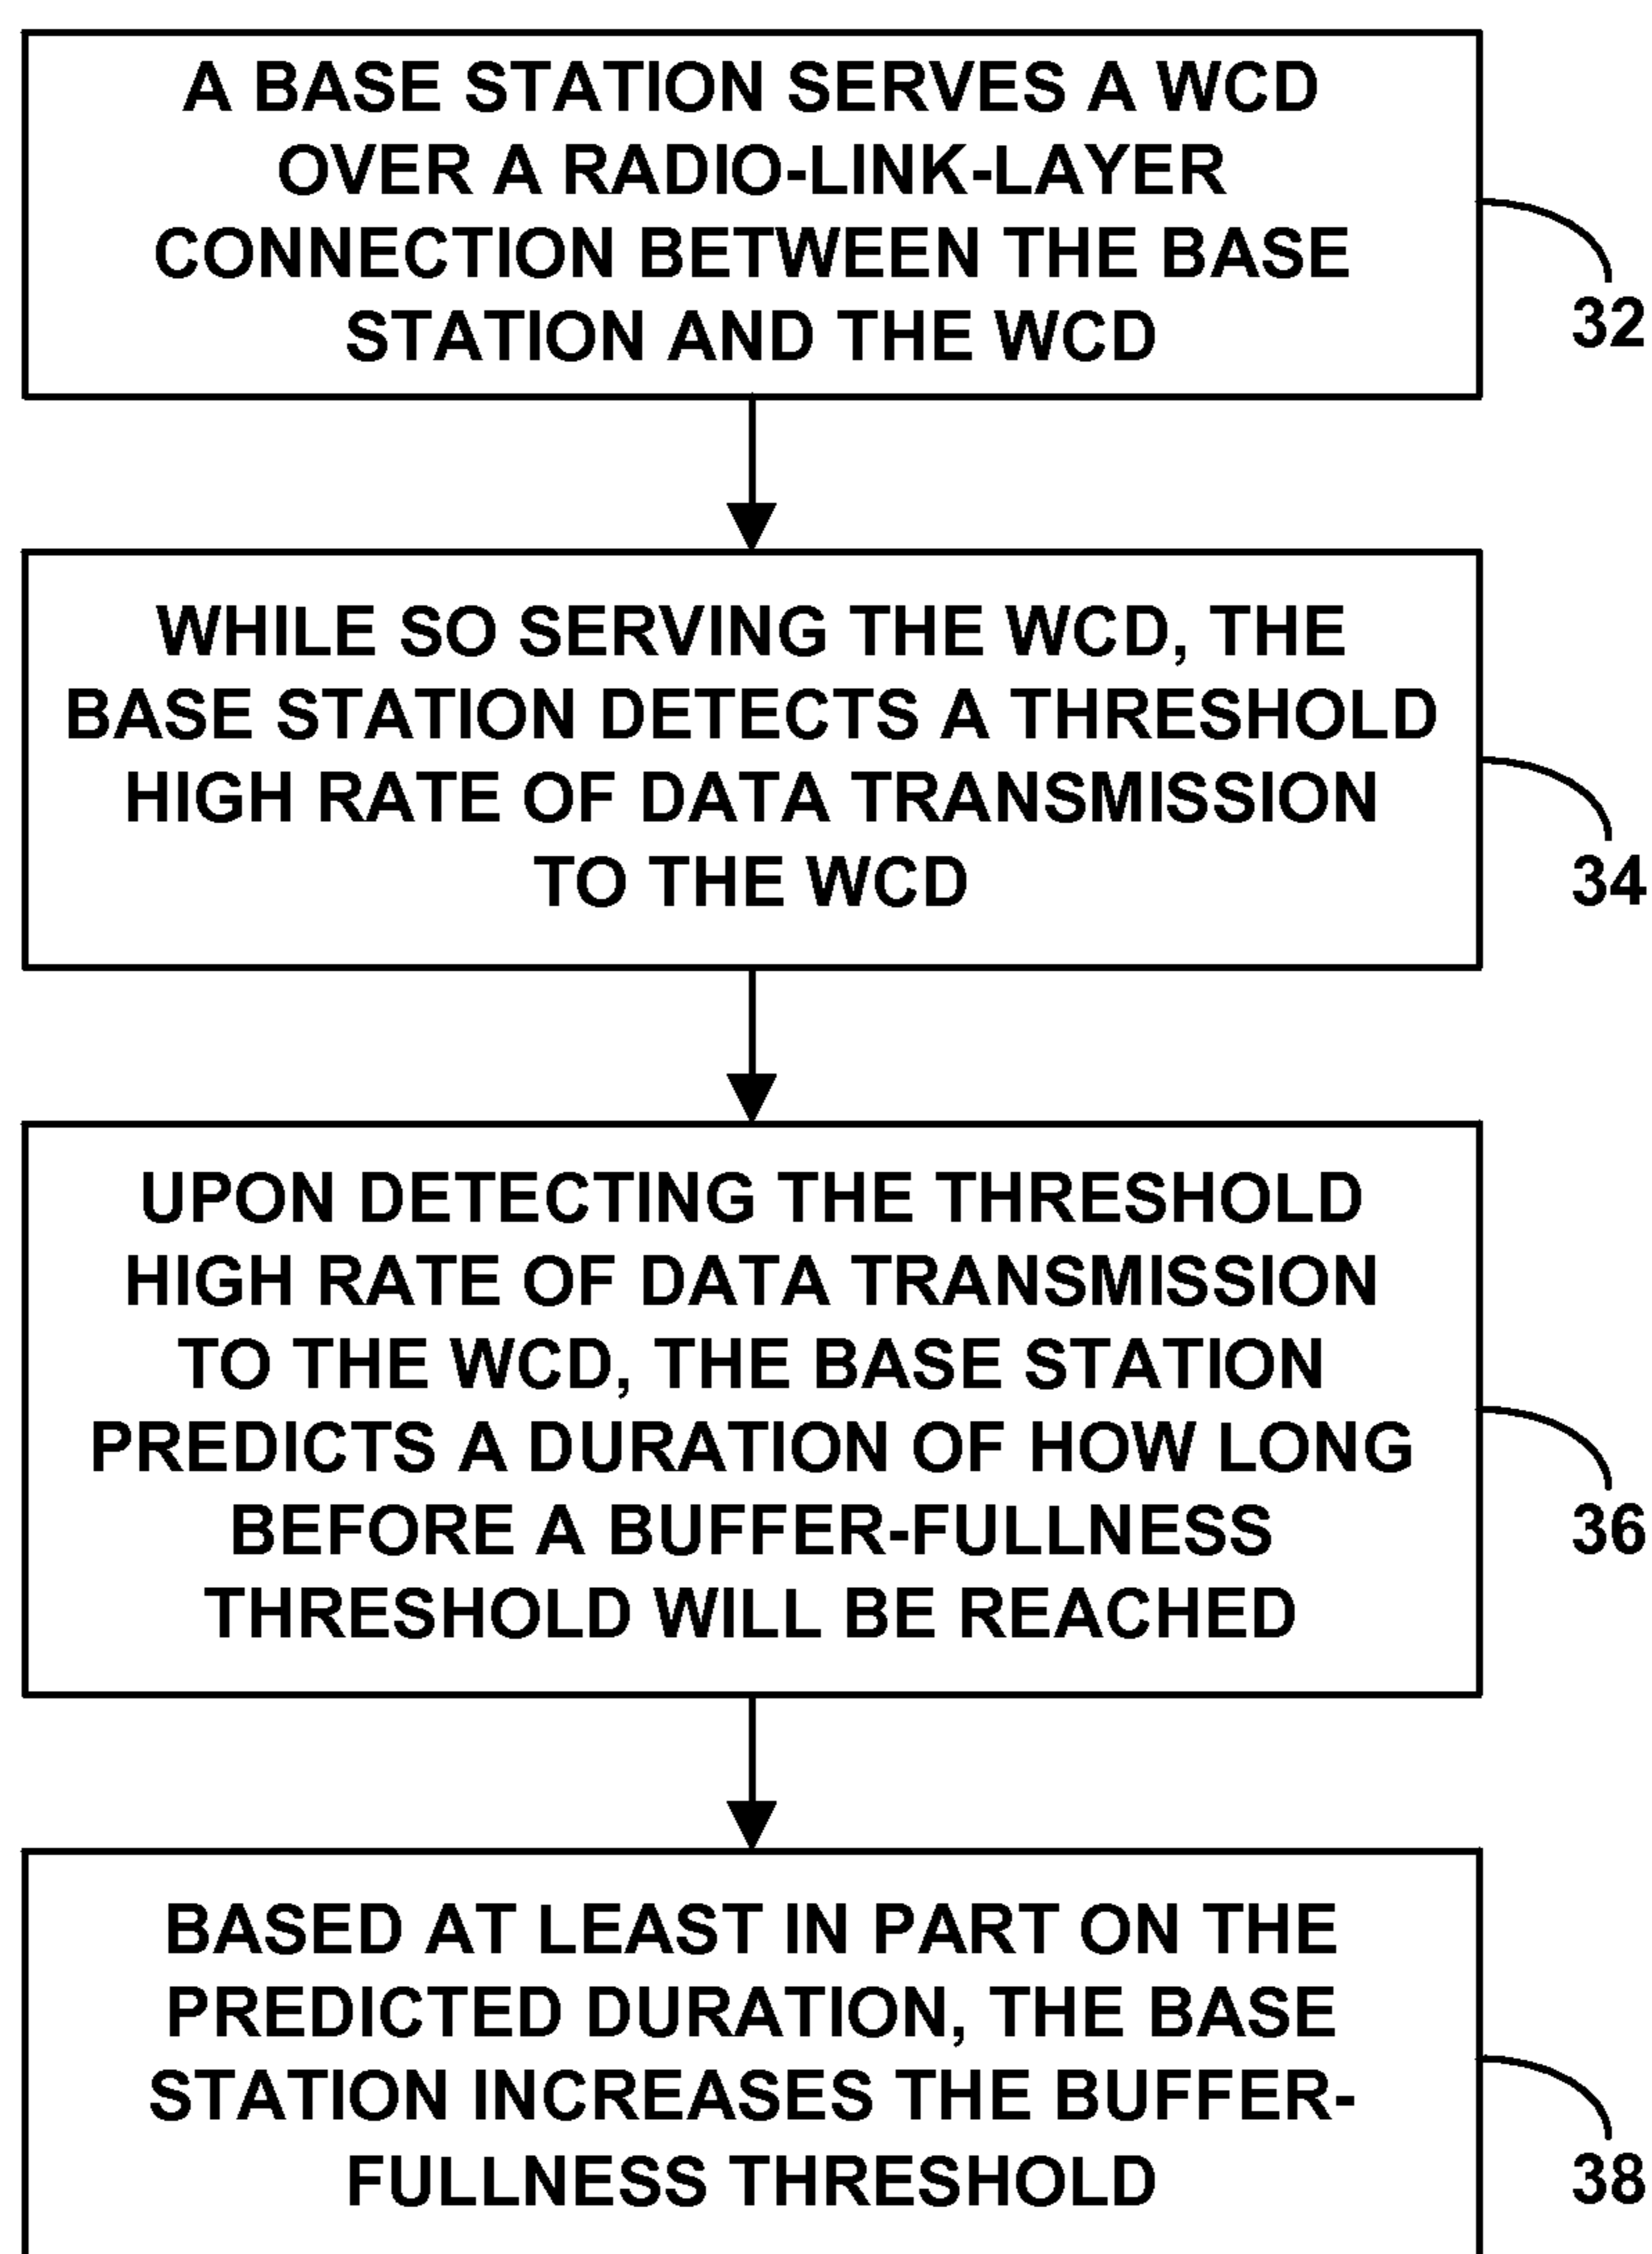 A BASE STATION SERVES A WCD
OVER A RADIO-LINK-LAYER
CONNECTION BETWEEN THE BASE
STATION AND THE WCD
32
WHILE SO SERVING THE WCD, THE
BASE STATION DETECTS A THRESHOLD
HIGH RATE OF DATA TRANSMISSION
TO THE WCD
34
UPON DETECTING THE THRESHOLD
HIGH RATE OF DATA TRANSMISSION
TO THE WCD, THE BASE STATION
PREDICTS A DURATION OF HOW LONG
BEFORE A BUFFER-FULLNESS
THRESHOLD WILL BE REACHED
36
BASED AT LEAST IN PART ON THE
PREDICTED DURATION, THE BASE
STATION INCREASES THE BUFFER-
FULLNESS THRESHOLD
38